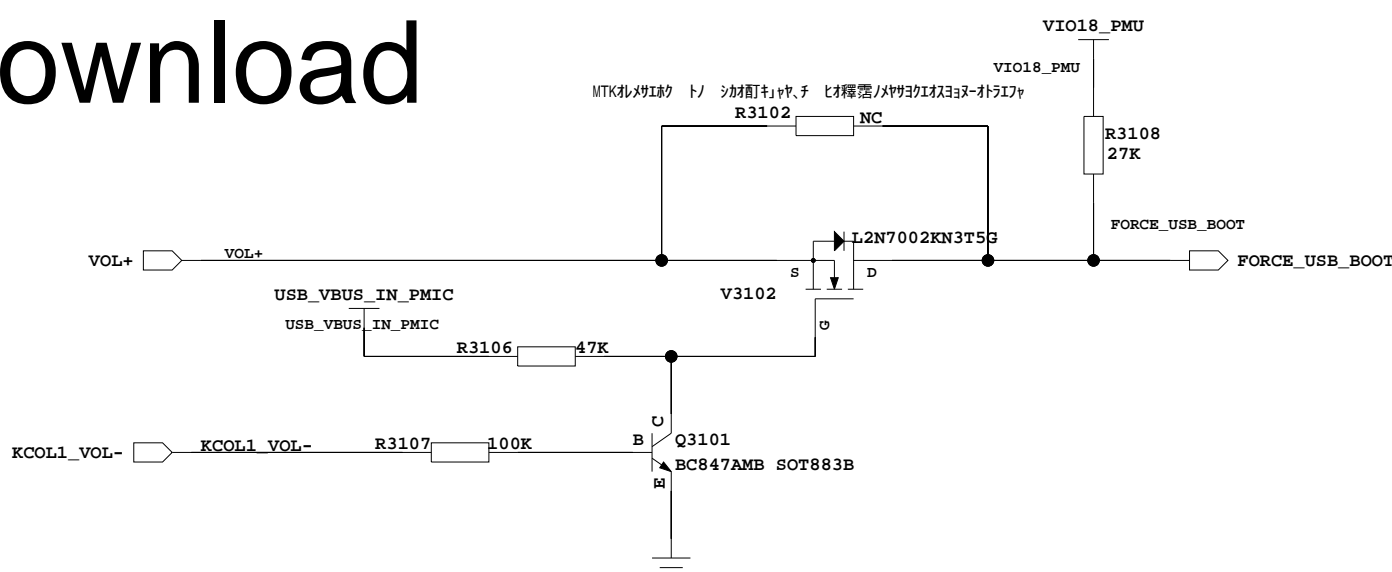 ownload
VIO18_PMU
VIO18_PMU
R3102
NC
R3108
27K
FORCE_USB_BOOT
L2N7002KN3T5G
VOL+
VOL+
S
D
FORCE_USB_BOOT
V3102
G
USB_VBUS_IN_PMIC
USB_VBUS_IN_PMIC
R3106
47K
C
KCOL1_VOL-
KCOL1_VOL-
R3107
100K
B
Q3101
BC847AMB SOT883B
E